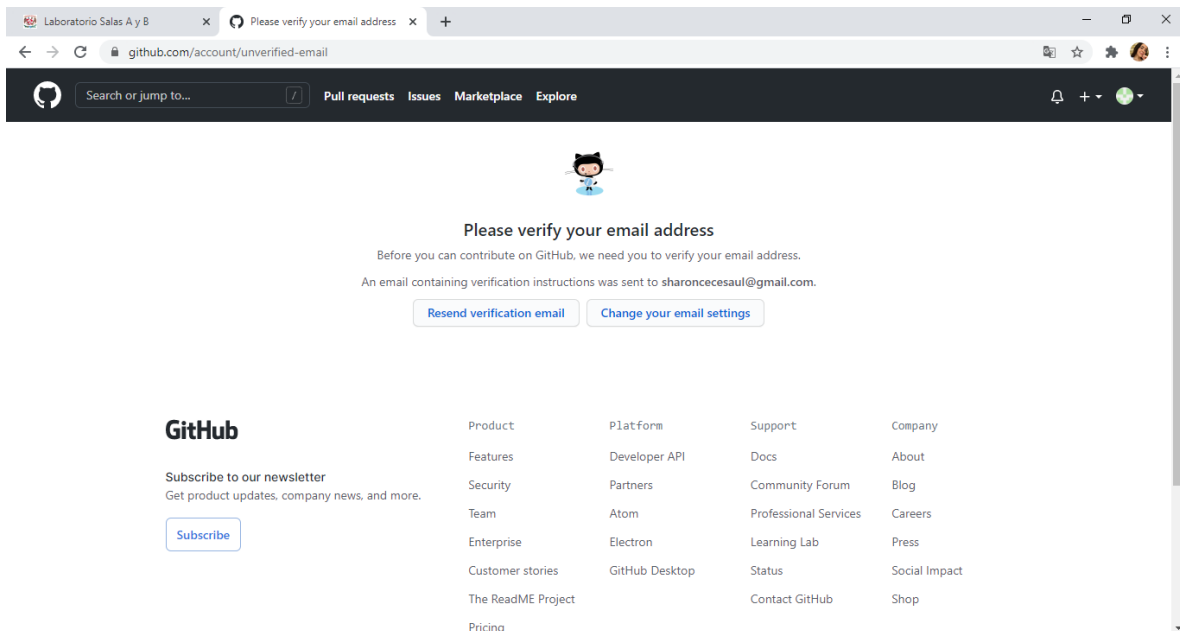 Laboratorio Salas A y B
Please verify your email address
github.com/account/unverified-email
Search or jump to... /
Pull requests Issues Marketplace Explore
Please verify your email address
Before you can contribute on GitHub, we need you to verify your email address.
An email containing verification instructions was sent to sharoncecesaul@gmail.com.
Resend verification email Change your email settings
GitHub
Subscribe to our newsletter
Get product updates, company news, and more.
Subscribe
Product
Features
Security
Team
Enterprise
Customer stories
The ReadME Project
Pricing
Platform
Developer API
Partners
Atom
Electron
GitHub Desktop
Support
Docs
Community Forum
Professional Services
Learning Lab
Status
Contact GitHub
Company
About
Blog
Careers
Press
Social Impact
Shop